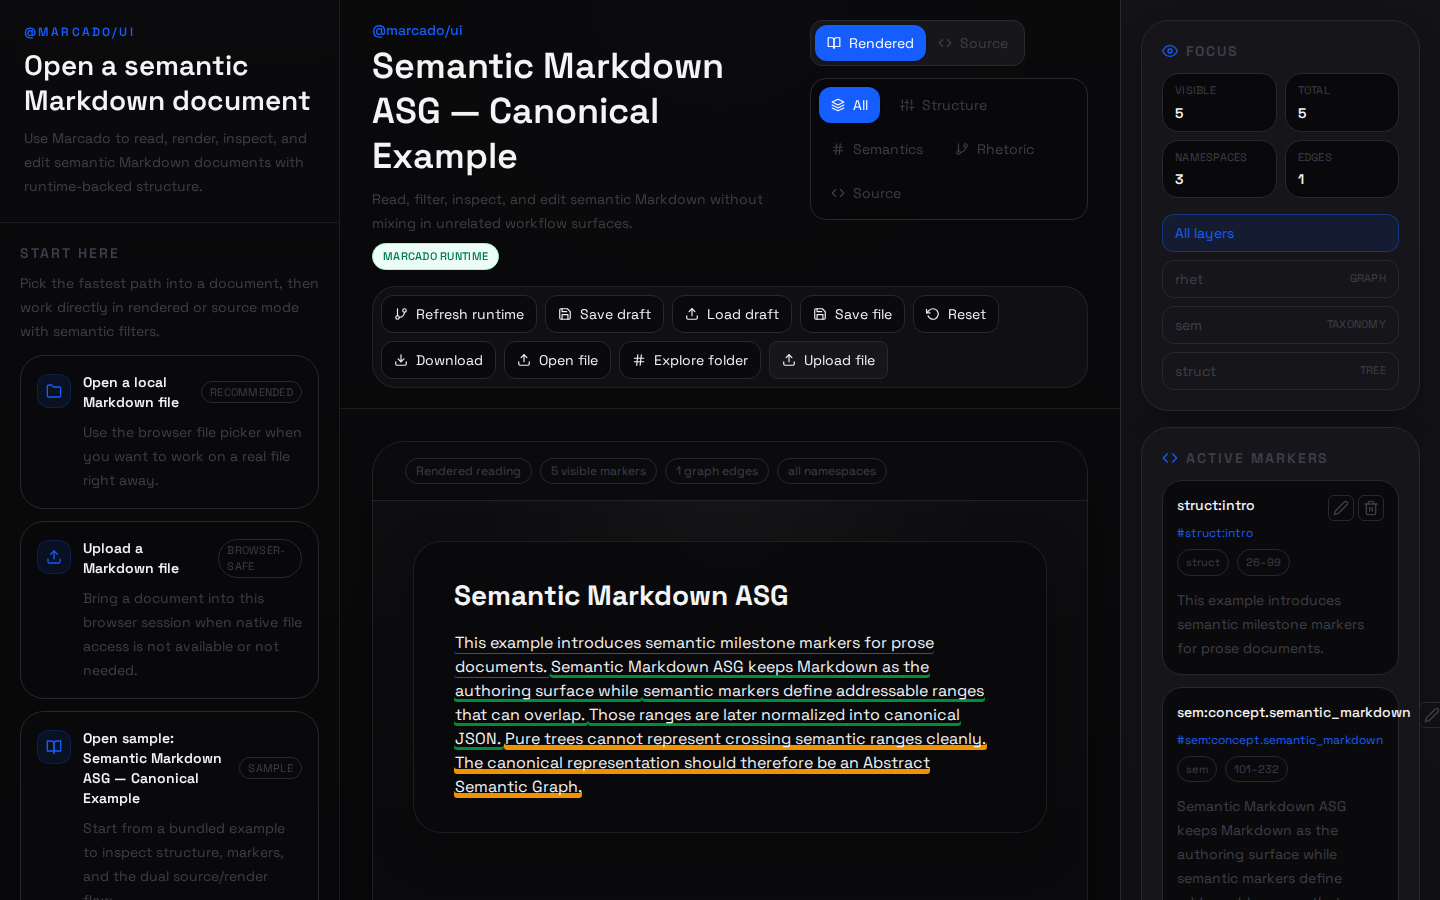 @MARCADO/UI
Open a semantic
Markdown document
Use Marcado to read, render, inspect, and
edit semantic Markdown documents with
runtime-backed structure.
START HERE
Pick the fastest path into a document, then
work directly in rendered or source mode
with semantic filters.
Open a local
Markdown file
RECOMMENDED
Use the browser file picker when
you want to work on a real file
right away.
Upload a
Markdown file
BROWSER-
SAFE
Bring a document into this
browser session when native file
access is not available or not
needed.
Open sample:
Semantic Markdown
ASG — Canonical
Example
SAMPLE
Start from a bundled example
to inspect structure, markers,
and the dual source/render
flow.
@marcado/ui
Semantic Markdown
ASG — Canonical
Example
Read, filter, inspect, and edit semantic Markdown without
mixing in unrelated workflow surfaces.
MARCADO RUNTIME
Rendered
Source
All
Structure
Semantics
Rhetoric
Source
Refresh runtime
Save draft
Load draft
Save file
Reset
Download
Open file
Explore folder
Upload file
Rendered reading
5 visible markers
1 graph edges
all namespaces
Semantic Markdown ASG
This example introduces semantic milestone markers for prose
documents. Semantic Markdown ASG keeps Markdown as the
authoring surface while semantic markers define addressable ranges
that can overlap. Those ranges are later normalized into canonical
JSON. Pure trees cannot represent crossing semantic ranges cleanly.
The canonical representation should therefore be an Abstract
Semantic Graph.
FOCUS
VISIBLE
5
TOTAL
5
NAMESPACES
3
EDGES
1
All layers
rhet
GRAPH
sem
TAXONOMY
struct
TREE
ACTIVE MARKERS
struct:intro
#struct:intro
struct
26–99
This example introduces
semantic milestone markers
for prose documents.
sem:concept.semantic_markdown
#sem:concept.semantic_markdown
sem
101–232
Semantic Markdown ASG
keeps Markdown as the
authoring surface while
semantic markers define